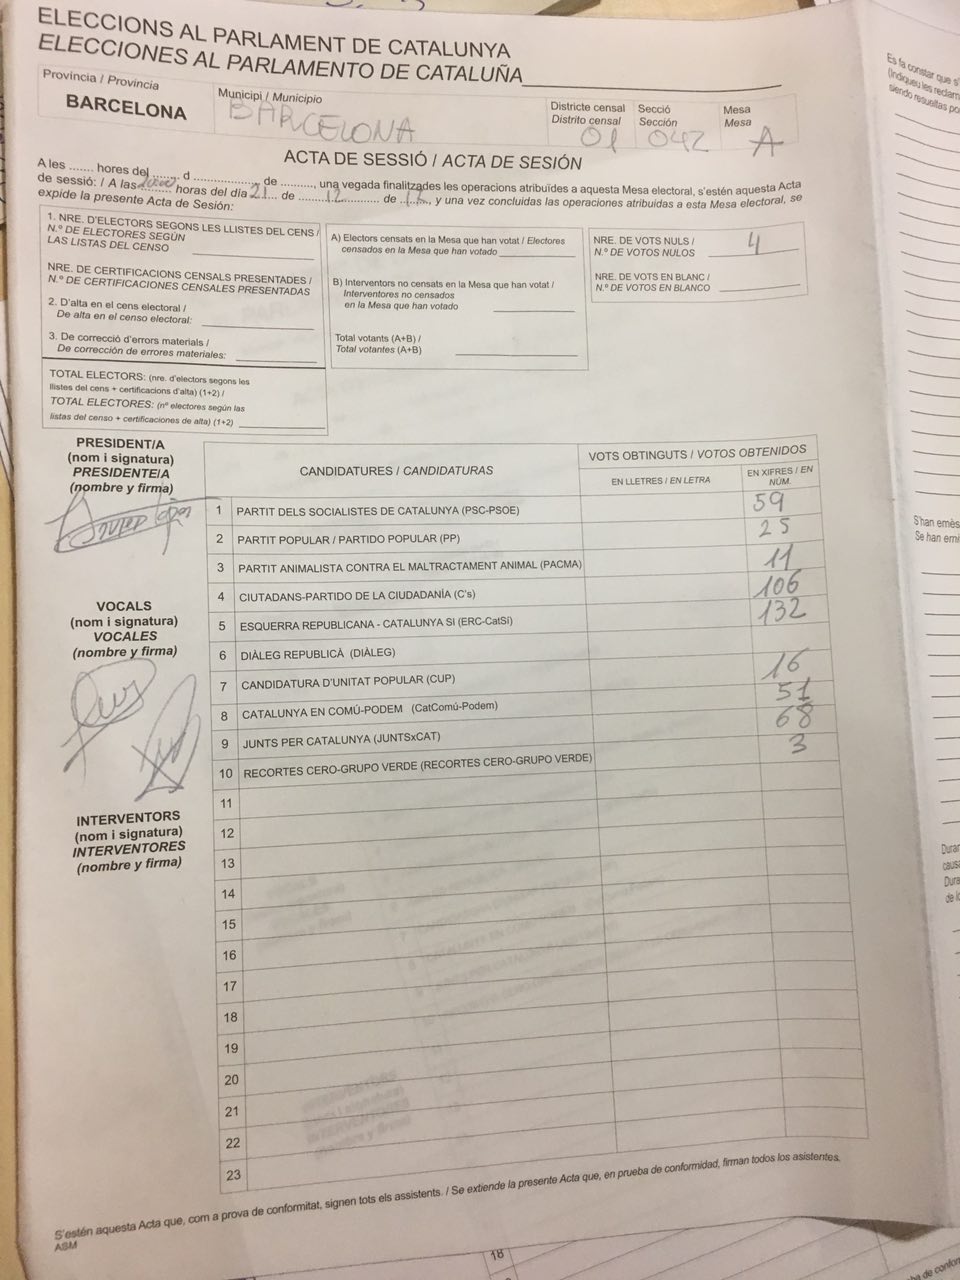 ELECCIONS AL PARLAMENT DE CATALUNYA
ELECCIONES AL PARLAMENTO DE CATALUÑA
Província / Provincia
BARCELONA
Municipi / Municipio
BARCELONA
Districte censal
Distrito censal
01
Secció
Sección
042
Mesa
Mesa
A
ACTA DE SESSIÓ / ACTA DE SESIÓN
A les ....... hores del ......, d .................., de .........., una vegada finalitzades les operacions atribuïdes a aquesta Mesa electoral, s'estén aquesta Acta
de sessió: / A las ......... horas del día 21 ... de ........ 12 ........... de ......., y una vez concluidas las operaciones atribuidas a esta Mesa electoral, se
expide la presente Acta de Sesión:
1. NRE. D'ELECTORS SEGONS LES LLISTES DEL CENS /
N.º DE ELECTORES SEGÚN
LAS LISTAS DEL CENSO
NRE. DE CERTIFICACIONS CENSALS PRESENTADES /
N.º DE CERTIFICACIONES CENSALES PRESENTADAS
2. D'alta en el cens electoral /
De alta en el censo electoral:
3. De correcció d'errors materials /
De corrección de errores materiales:
TOTAL ELECTORS: (nre. d'electors segons les
llistes del cens + certificacions d'alta) (1+2) /
TOTAL ELECTORES: (nº electores según las
listas del censo + certificaciones de alta) (1+2)
A) Electors censats en la Mesa que han votat / Electores
censados en la Mesa que han votado
B) Interventors no censats en la Mesa que han votat /
Interventores no censados
en la Mesa que han votado
Total votants (A+B) /
Total votantes (A+B)
NRE. DE VOTS NULS /
N.º DE VOTOS NULOS
4
NRE. DE VOTS EN BLANC /
N.º DE VOTOS EN BLANCO
PRESIDENT/A
(nom i signatura)
PRESIDENTE/A
(nombre y firma)
VOCALS
(nom i signatura)
VOCALES
(nombre y firma)
INTERVENTORS
(nom i signatura)
INTERVENTORES
(nombre y firma)
CANDIDATURES / CANDIDATURAS
VOTS OBTINGUTS / VOTOS OBTENIDOS
EN LLETRES / EN LETRA
EN XIFRES / EN
NÚM.
1 PARTIT DELS SOCIALISTES DE CATALUNYA (PSC-PSOE) 59
2 PARTIT POPULAR / PARTIDO POPULAR (PP) 25
3 PARTIT ANIMALISTA CONTRA EL MALTRACTAMENT ANIMAL (PACMA) 11
4 CIUTADANS-PARTIDO DE LA CIUDADANÍA (C's) 106
5 ESQUERRA REPUBLICANA - CATALUNYA SÍ (ERC-CatSí) 132
6 DIÀLEG REPUBLICÀ (DIÀLEG)
7 CANDIDATURA D'UNITAT POPULAR (CUP) 16
8 CATALUNYA EN COMÚ-PODEM (CatComú-Podem) 51
9 JUNTS PER CATALUNYA (JUNTSxCAT) 68
10 RECORTES CERO-GRUPO VERDE (RECORTES CERO-GRUPO VERDE) 3
11
12
13
14
15
16
17
18
19
20
21
22
23
S'estén aquesta Acta que, com a prova de conformitat, signen tots els assistents. / Se extiende la presente Acta que, en prueba de conformidad, firman todos los asistentes.
ASM
18
Es fa constar que s'
(Indiqueu les reclam
siendo resueltas po
S'han emès
Se han emi
Duran
causa
Dura
de lo
ba de confor